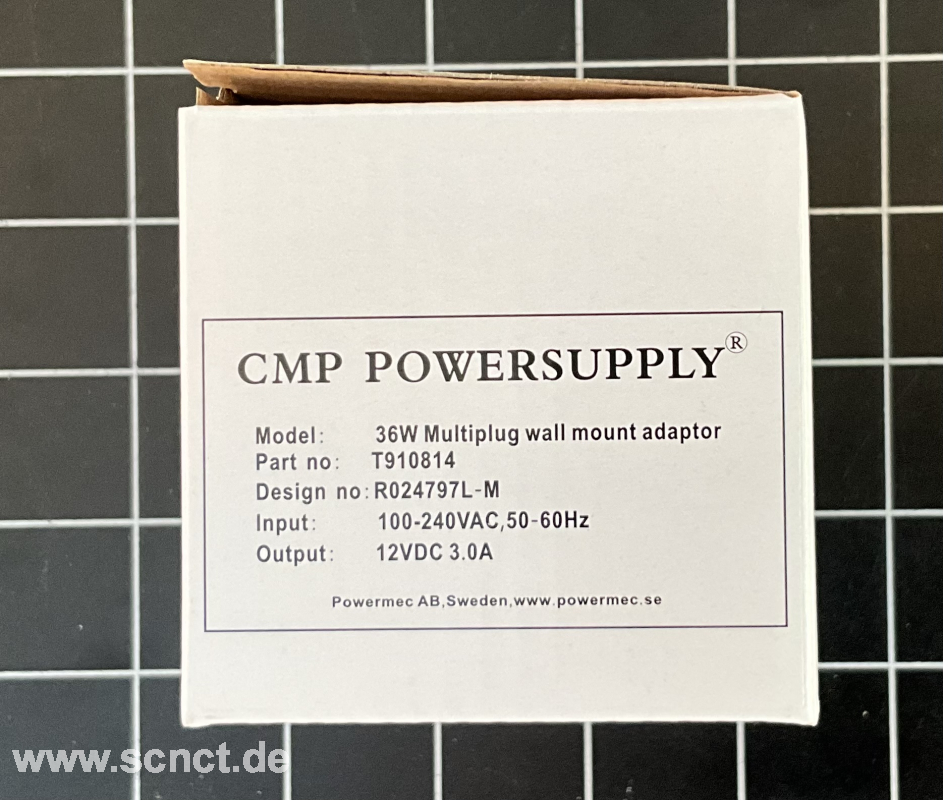 CMP POWERSUPPLY®
Model: 36W Multiplug wall mount adaptor
Part no: T910814
Design no: R024797L-M
Input: 100-240VAC,50-60Hz
Output: 12VDC 3.0A
Powermec AB,Sweden,www.powermec.se
www.scnct.de